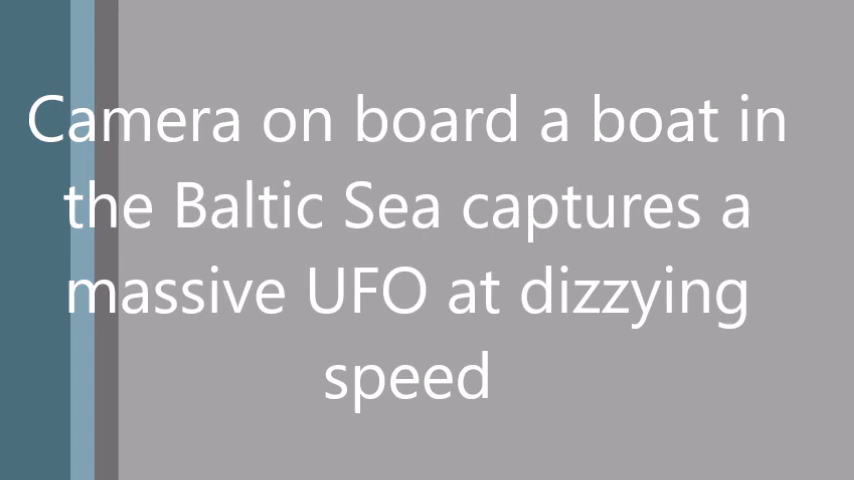 Camera on board a boat in
the Baltic Sea captures a
massive UFO at dizzying
speed